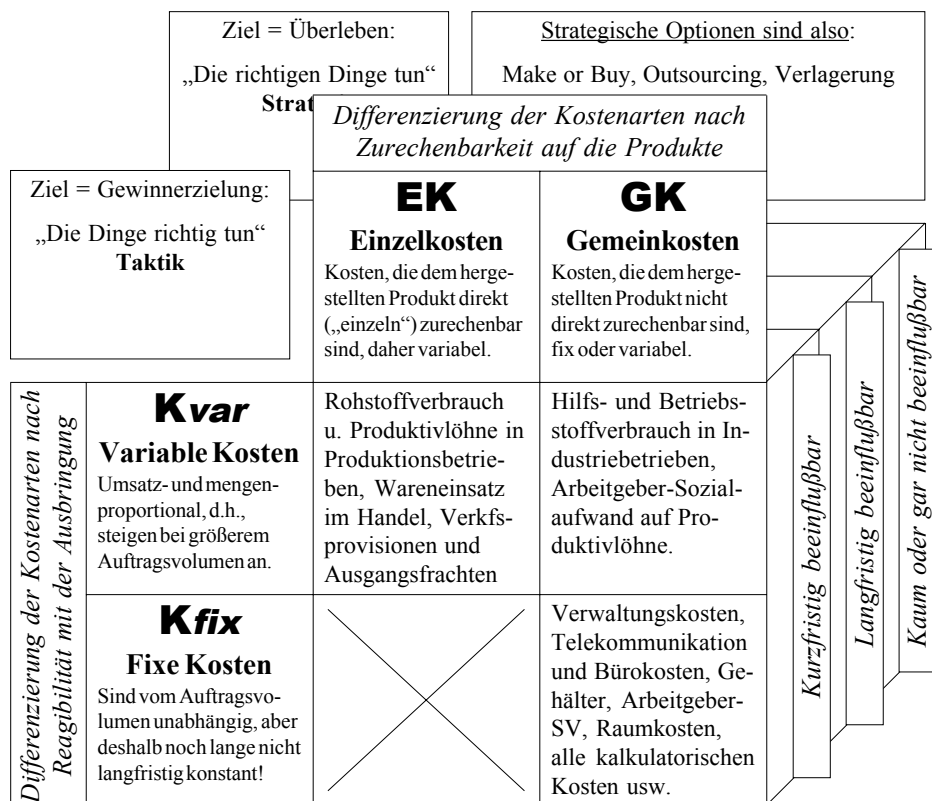 Ziel = Überleben:
„Die richtigen Dinge tun“
Strat
Strategische Optionen sind also:
Make or Buy, Outsourcing, Verlagerung
Ziel = Gewinnerzielung:
„Die Dinge richtig tun“
Taktik
Differenzierung der Kostenarten nach
Zurechenbarkeit auf die Produkte
EK
Einzelkosten
Kosten, die dem herge-
stellten Produkt direkt
(„einzeln“) zurechenbar
sind, daher variabel.
GK
Gemeinkosten
Kosten, die dem herge-
stellten Produkt nicht
direkt zurechenbar sind,
fix oder variabel.
Differenzierung der Kostenarten nach
Reagibilität mit der Ausbringung
Kvar
Variable Kosten
Umsatz- und mengen-
proportional, d.h.,
steigen bei größerem
Auftragsvolumen an.
Rohstoffverbrauch
u. Produktivlöhne in
Produktionsbetrie-
ben, Wareneinsatz
im Handel, Verkfs-
provisionen und
Ausgangsfrachten
Hilfs- und Betriebs-
stoffverbrauch in In-
dustriebetrieben,
Arbeitgeber-Sozial-
aufwand auf Pro-
duktivlöhne.
Kfix
Fixe Kosten
Sind vom Auftragsvo-
lumen unabhängig, aber
deshalb noch lange nicht
langfristig konstant!
Verwaltungskosten,
Telekommunikation
und Bürokosten, Ge-
hälter, Arbeitgeber-
SV, Raumkosten,
alle kalkulatorischen
Kosten usw.
Kurzfristig beeinflußbar
Langfristig beeinflußbar
Kaum oder gar nicht beeinflußbar